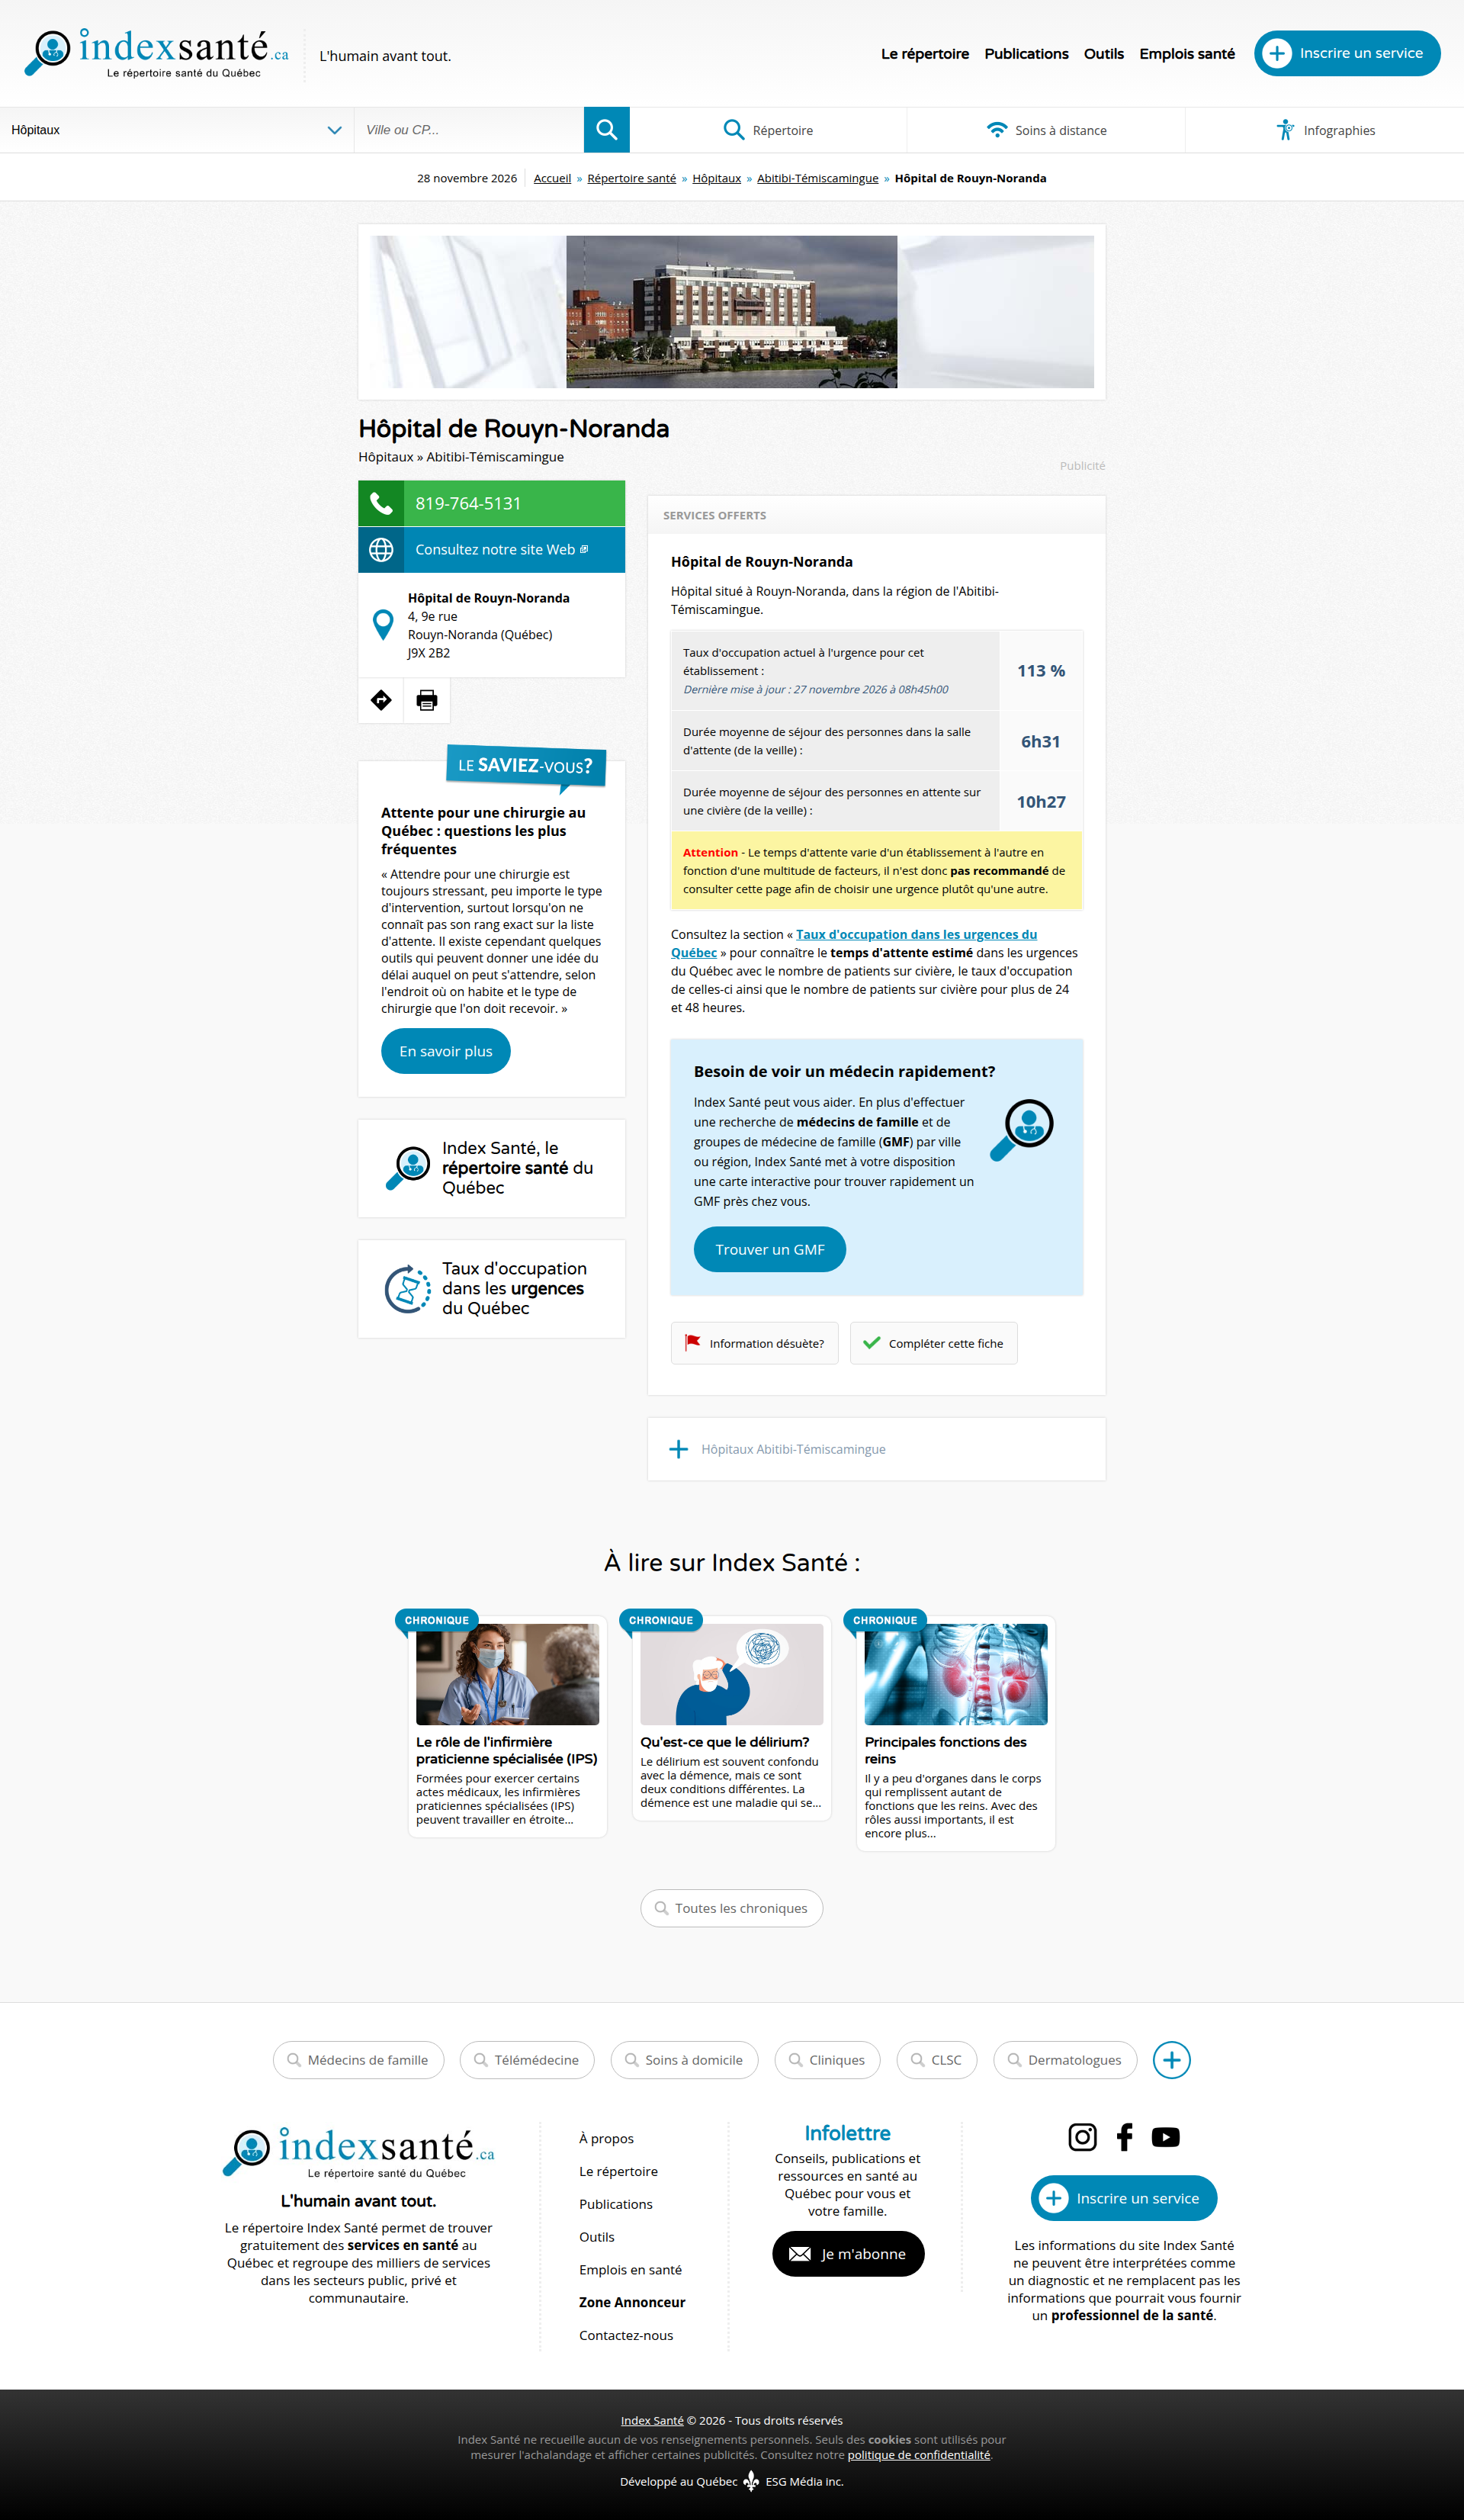 indexsanté.ca
Le répertoire santé du Québec
L'humain avant tout.
Le répertoire
Publications
Outils
Emplois santé
Inscrire un service
Hôpitaux
Ville ou CP...
Répertoire
Soins à distance
Infographies
28 novembre 2026 Accueil » Répertoire santé » Hôpitaux » Abitibi-Témiscamingue » Hôpital de Rouyn-Noranda
Hôpital de Rouyn-Noranda
Hôpitaux » Abitibi-Témiscamingue
Publicité
819-764-5131
Consultez notre site Web
Hôpital de Rouyn-Noranda
4, 9e rue
Rouyn-Noranda (Québec)
J9X 2B2
LE SAVIEZ-VOUS?
Attente pour une chirurgie au
Québec : questions les plus
fréquentes
« Attendre pour une chirurgie est
toujours stressant, peu importe le type
d'intervention, surtout lorsqu'on ne
connaît pas son rang exact sur la liste
d'attente. Il existe cependant quelques
outils qui peuvent donner une idée du
délai auquel on peut s'attendre, selon
l'endroit où on habite et le type de
chirurgie que l'on doit recevoir. »
En savoir plus
Index Santé, le
répertoire santé du
Québec
Taux d'occupation
dans les urgences
du Québec
SERVICES OFFERTS
Hôpital de Rouyn-Noranda
Hôpital situé à Rouyn-Noranda, dans la région de l'Abitibi-
Témiscamingue.
Taux d'occupation actuel à l'urgence pour cet
établissement :
Dernière mise à jour : 27 novembre 2026 à 08h45h00
113 %
Durée moyenne de séjour des personnes dans la salle
d'attente (de la veille) :
6h31
Durée moyenne de séjour des personnes en attente sur
une civière (de la veille) :
10h27
Attention - Le temps d'attente varie d'un établissement à l'autre en
fonction d'une multitude de facteurs, il n'est donc pas recommandé de
consulter cette page afin de choisir une urgence plutôt qu'une autre.
Consultez la section « Taux d'occupation dans les urgences du
Québec » pour connaître le temps d'attente estimé dans les urgences
du Québec avec le nombre de patients sur civière, le taux d'occupation
de celles-ci ainsi que le nombre de patients sur civière pour plus de 24
et 48 heures.
Besoin de voir un médecin rapidement?
Index Santé peut vous aider. En plus d'effectuer
une recherche de médecins de famille et de
groupes de médecine de famille (GMF) par ville
ou région, Index Santé met à votre disposition
une carte interactive pour trouver rapidement un
GMF près chez vous.
Trouver un GMF
Information désuète?
Compléter cette fiche
Hôpitaux Abitibi-Témiscamingue
À lire sur Index Santé :
CHRONIQUE
Le rôle de l'infirmière
praticienne spécialisée (IPS)
Formées pour exercer certains
actes médicaux, les infirmières
praticiennes spécialisées (IPS)
peuvent travailler en étroite...
CHRONIQUE
Qu'est-ce que le délirium?
Le délirium est souvent confondu
avec la démence, mais ce sont
deux conditions différentes. La
démence est une maladie qui se...
CHRONIQUE
Principales fonctions des
reins
Il y a peu d'organes dans le corps
qui remplissent autant de
fonctions que les reins. Avec des
rôles aussi importants, il est
encore plus...
Toutes les chroniques
Médecins de famille
Télémédecine
Soins à domicile
Cliniques
CLSC
Dermatologues
indexsanté.ca
Le répertoire santé du Québec
L'humain avant tout.
Le répertoire Index Santé permet de trouver
gratuitement des services en santé au
Québec et regroupe des milliers de services
dans les secteurs public, privé et
communautaire.
À propos
Le répertoire
Publications
Outils
Emplois en santé
Zone Annonceur
Contactez-nous
Infolettre
Conseils, publications et
ressources en santé au
Québec pour vous et
votre famille.
Je m'abonne
Inscrire un service
Les informations du site Index Santé
ne peuvent être interprétées comme
un diagnostic et ne remplacent pas les
informations que pourrait vous fournir
un professionnel de la santé.
Index Santé © 2026 - Tous droits réservés
Index Santé ne recueille aucun de vos renseignements personnels. Seuls des cookies sont utilisés pour
mesurer l'achalandage et afficher certaines publicités. Consultez notre politique de confidentialité.
Développé au Québec ESG Média inc.